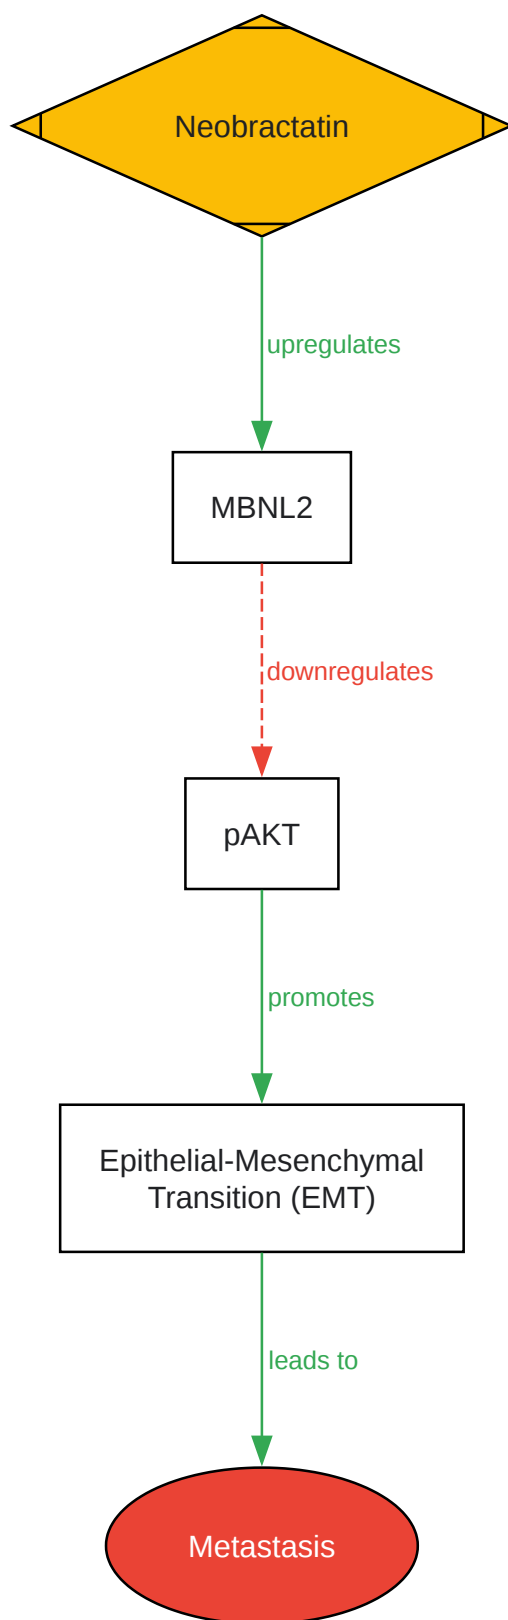 Neobractatin
upregulates
MBNL2
downregulates
pAKT
promotes
Epithelial-Mesenchymal
Transition (EMT)
leads to
Metastasis